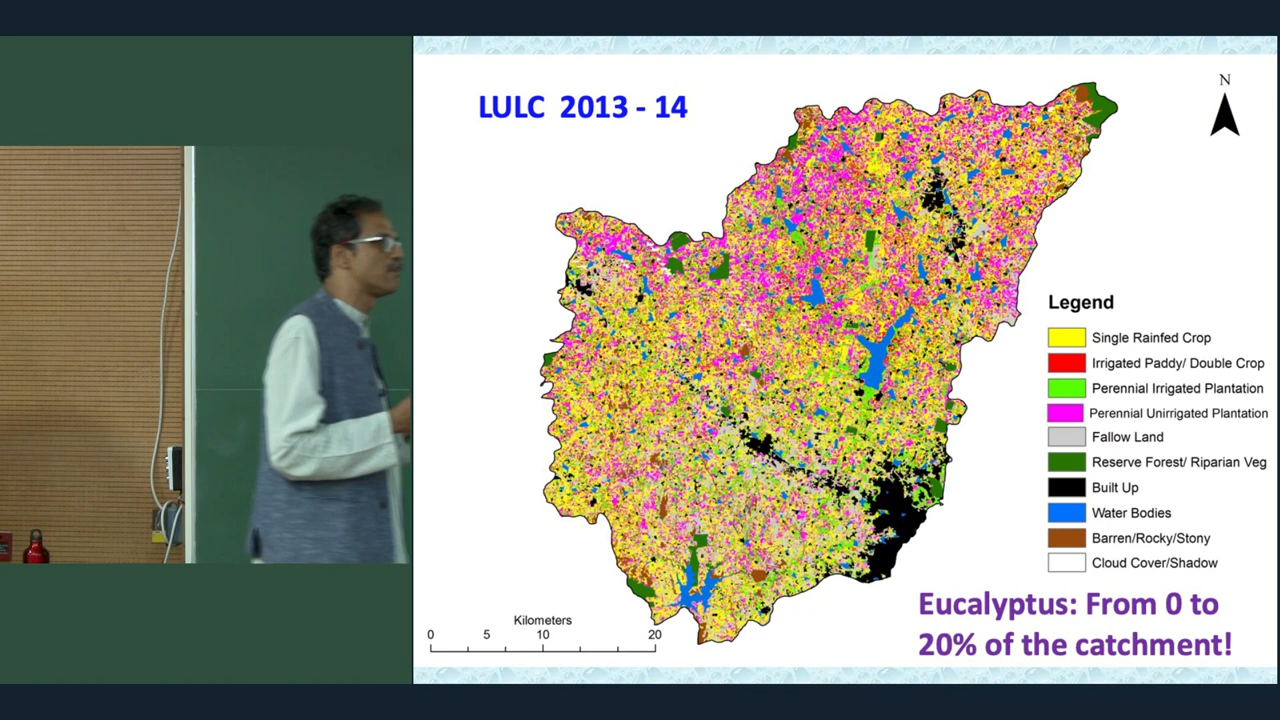 LULC 2013 - 14
N
Legend
Single Rainfed Crop
Irrigated Paddy/ Double Crop
Perennial Irrigated Plantation
Perennial Unirrigated Plantation
Fallow Land
Reserve Forest/ Riparian Veg
Built Up
Water Bodies
Barren/Rocky/Stony
Cloud Cover/Shadow
Eucalyptus: From 0 to
20% of the catchment!
Kilometers
0 5 10 20